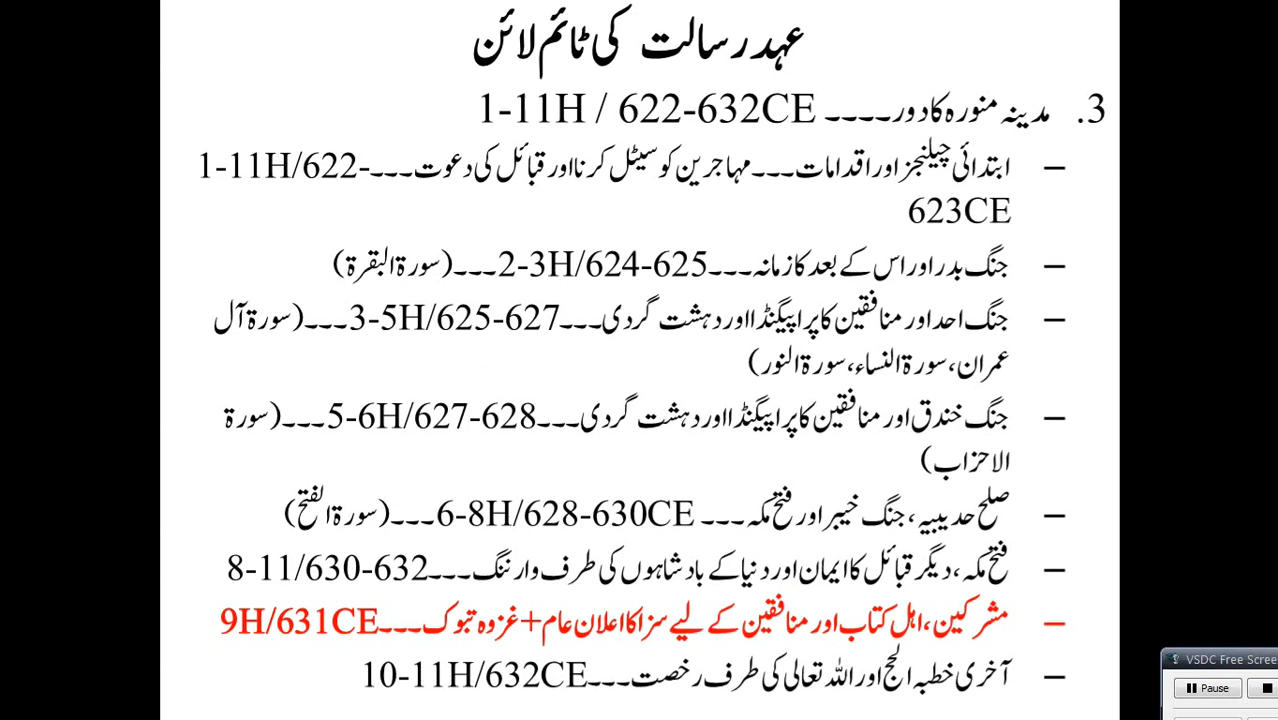 عہد رسالت کی ٹائم لائن
3. مدینہ منورہ کا دور ۔۔۔۔ 1-11H / 622-632CE
– ابتدائی چیلنجز اور اقدامات ۔۔۔مہاجرین کو سیٹل کرنا اور قبائل کی دعوت ۔۔۔1-11H/622-
623CE
– جنگ بدر اور اس کے بعد کا زمانہ ۔۔۔2-3H/624-625۔۔۔(سورۃ البقرۃ)
– جنگ احد اور منافقین کا پراپیگنڈا اور دہشت گردی ۔۔۔3-5H/625-627۔۔۔(سورۃ آل
عمران، سورۃ النساء، سورۃ النور)
– جنگ خندق اور منافقین کا پراپیگنڈا اور دہشت گردی ۔۔۔5-6H/627-628۔۔۔(سورۃ
الاحزاب)
– صلح حدیبیہ، جنگ خیبر اور فتح مکہ ۔۔۔ 6-8H/628-630CE۔۔۔(سورۃ الفتح)
– فتح مکہ، دیگر قبائل کا ایمان اور دنیا کے بادشاہوں کی طرف وارننگ ۔۔۔8-11/630-632
– مشرکین، اہل کتاب اور منافقین کے لیے سزا کا اعلان عام + غزوہ تبوک ۔۔۔9H/631CE
– آخری خطبہ الحج اور اللہ تعالی کی طرف رخصت ۔۔۔10-11H/632CE
VSDC Free Scree
Pause